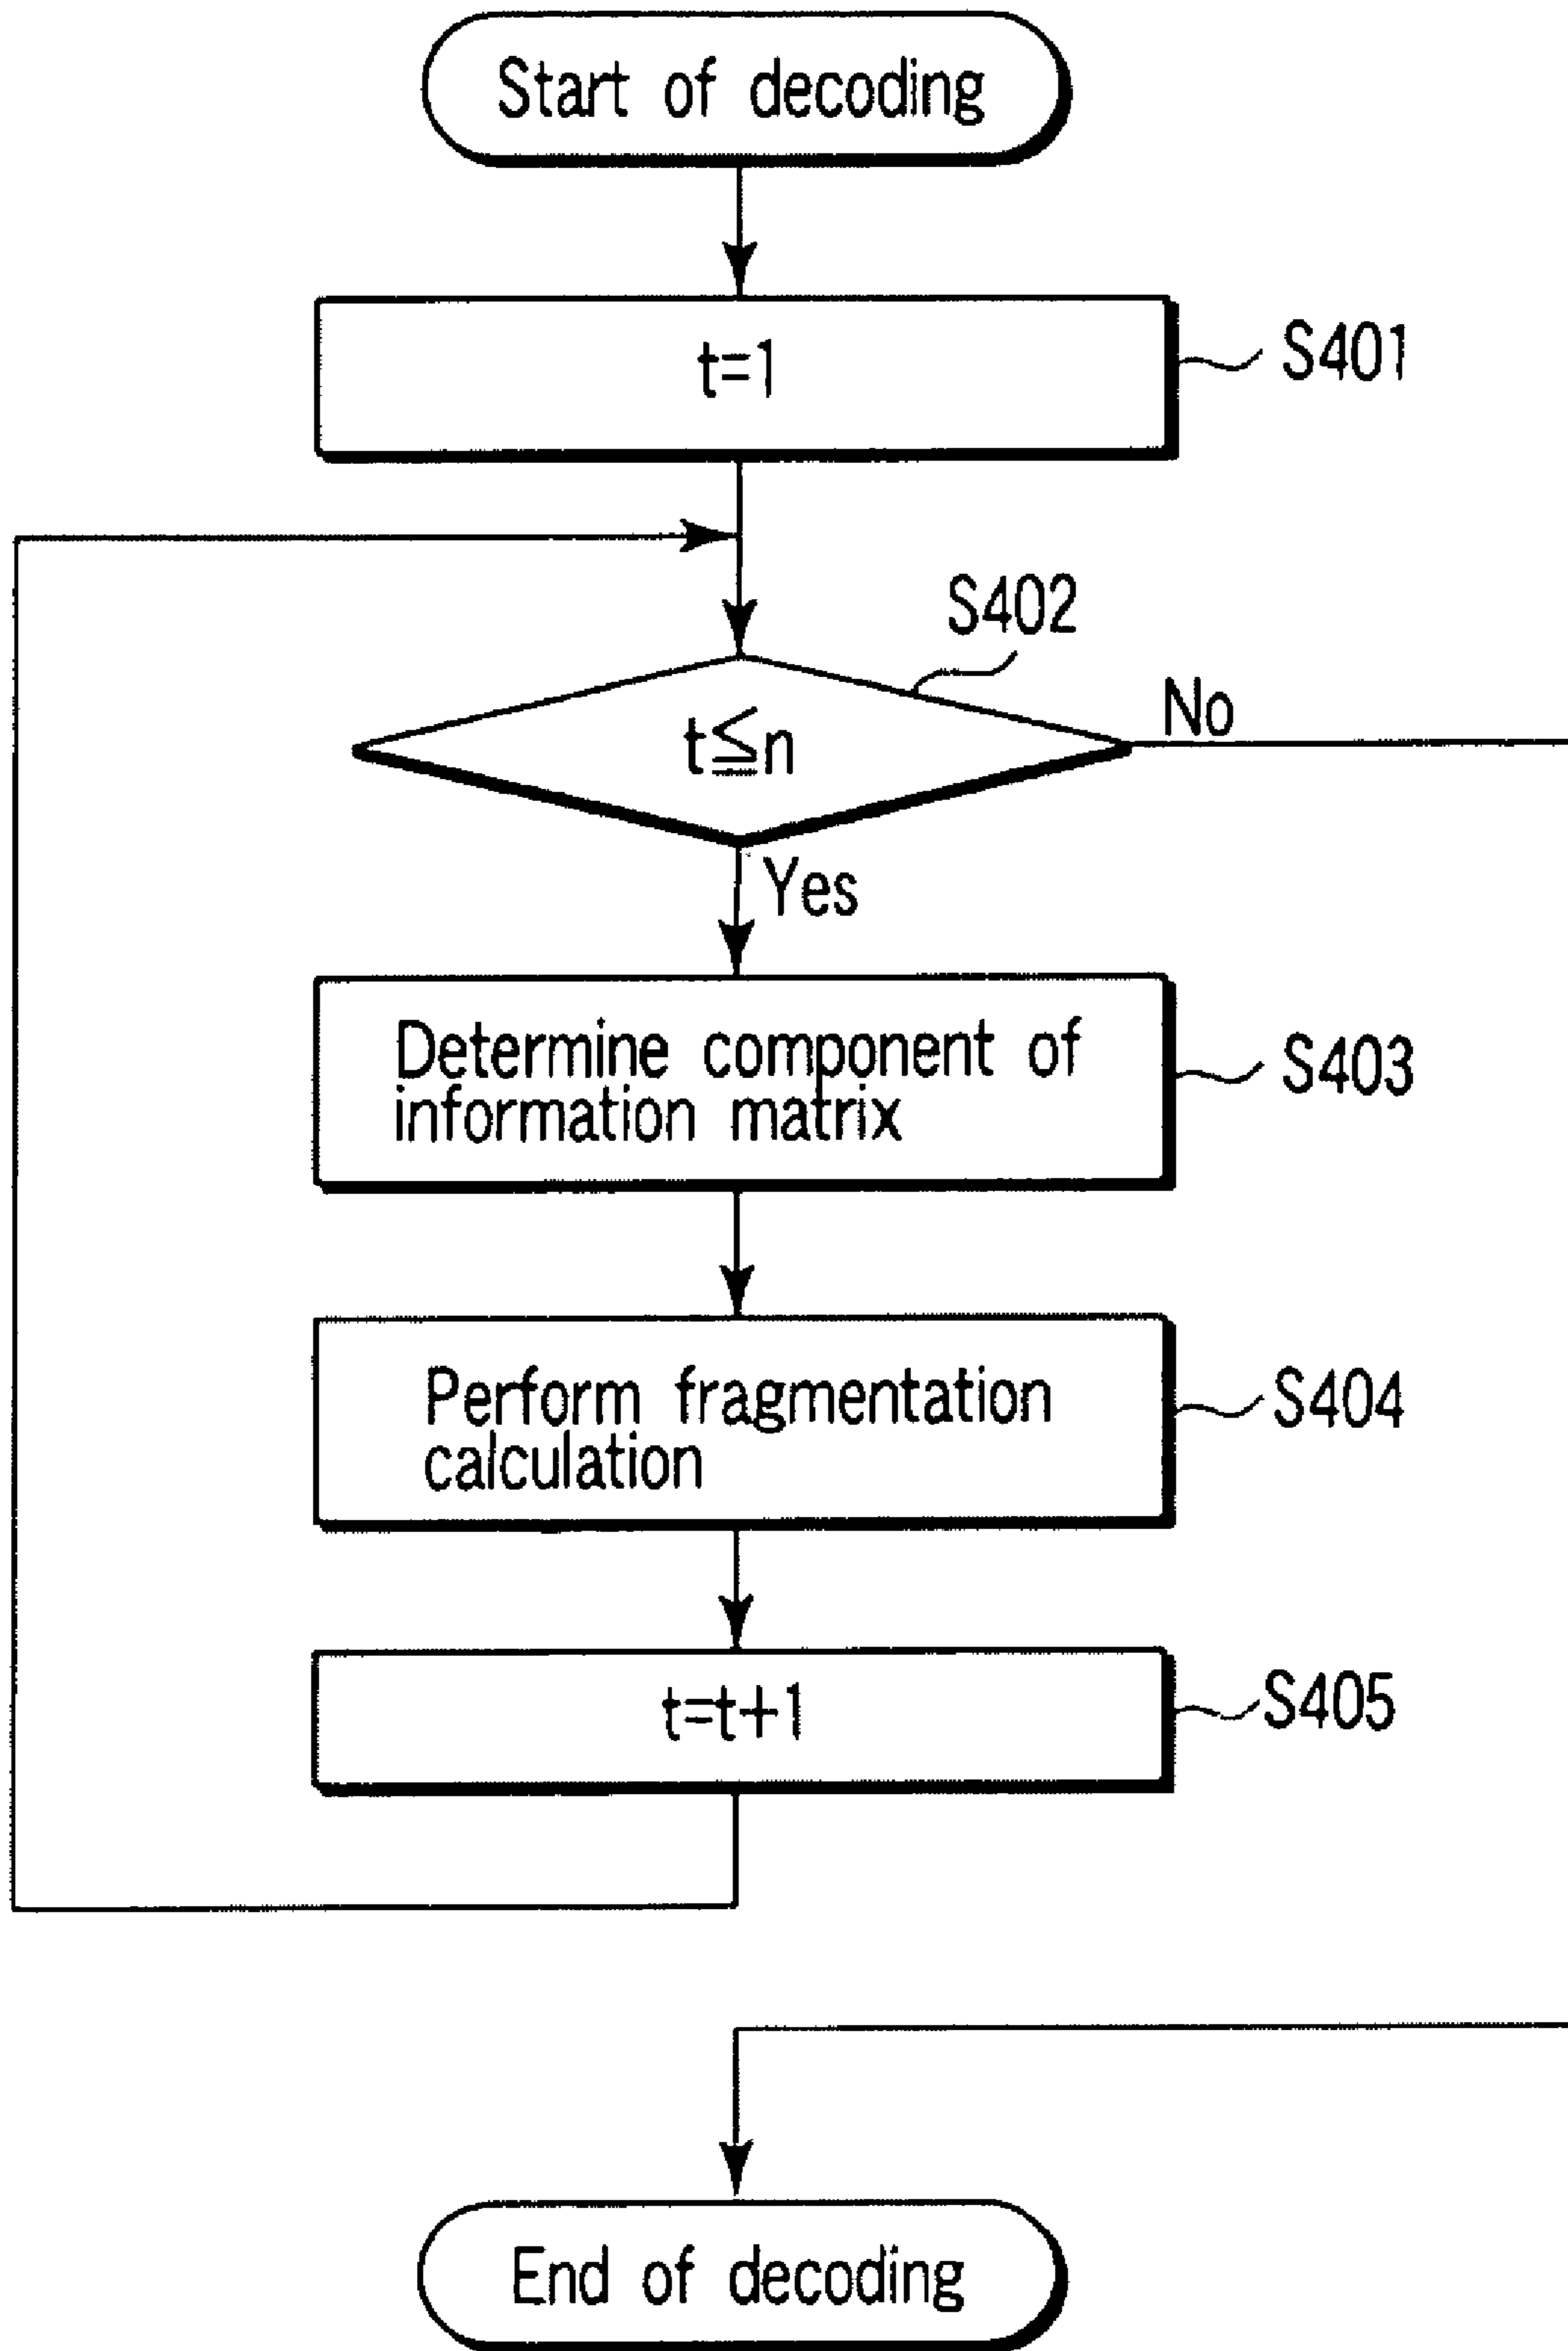 Start of decoding
t=1
S401
S402
t≦n
No
Yes
Determine component of
information matrix
S403
Perform fragmentation
calculation
S404
t=t+1
S405
End of decoding